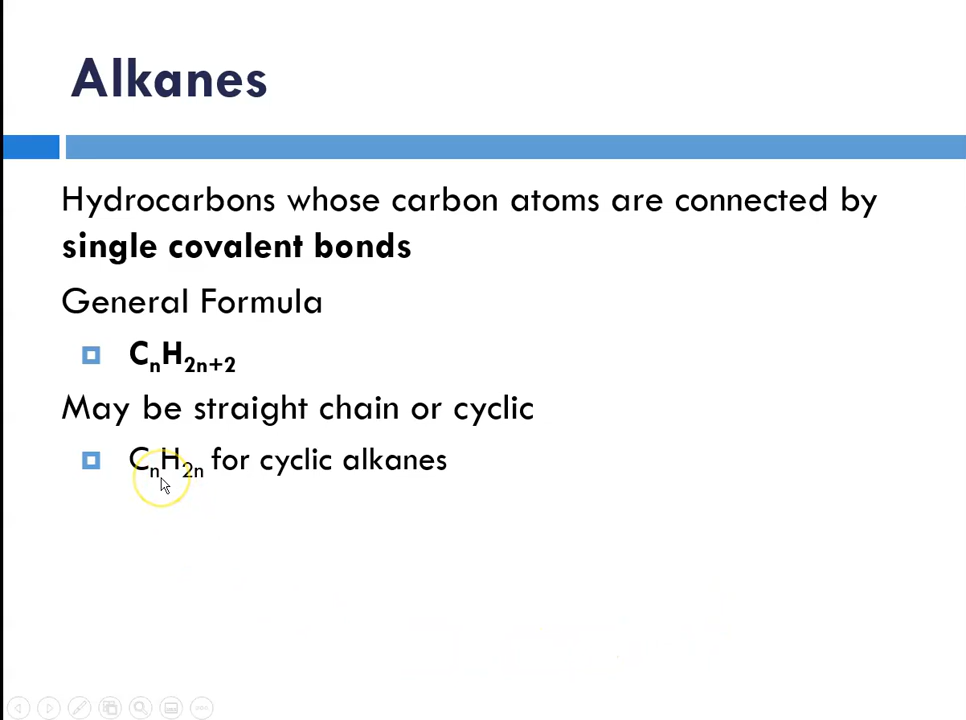 Alkanes
Hydrocarbons whose carbon atoms are connected by
single covalent bonds
General Formula
CₙH₂ₙ₊₂
May be straight chain or cyclic
CₙH₂ₙ for cyclic alkanes